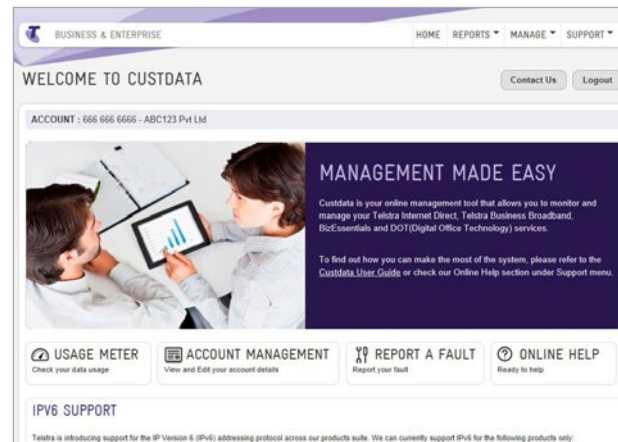 BUSINESS & ENTERPRISE
HOME REPORTS MANAGE SUPPORT
WELCOME TO CUSTDATA
Contact Us Logout
ACCOUNT : 666 666 6666 - ABC123 Pvt Ltd
MANAGEMENT MADE EASY
Custdata is your online management tool that allows you to monitor and
manage your Telstra Internet Direct, Telstra Business Broadband,
BizEssentials and DOT(Digital Office Technology) services.
To find out how you can make the most of the system, please refer to the
Custdata User Guide or check our Online Help section under Support menu.
USAGE METER
Check your data usage
ACCOUNT MANAGEMENT
View and Edit your account details
REPORT A FAULT
Report your fault
ONLINE HELP
Ready to help
IPV6 SUPPORT
Telstra is introducing support for the IP Version 6 (IPv6) addressing protocol across our products suite. We can currently support IPv6 for the following products only: